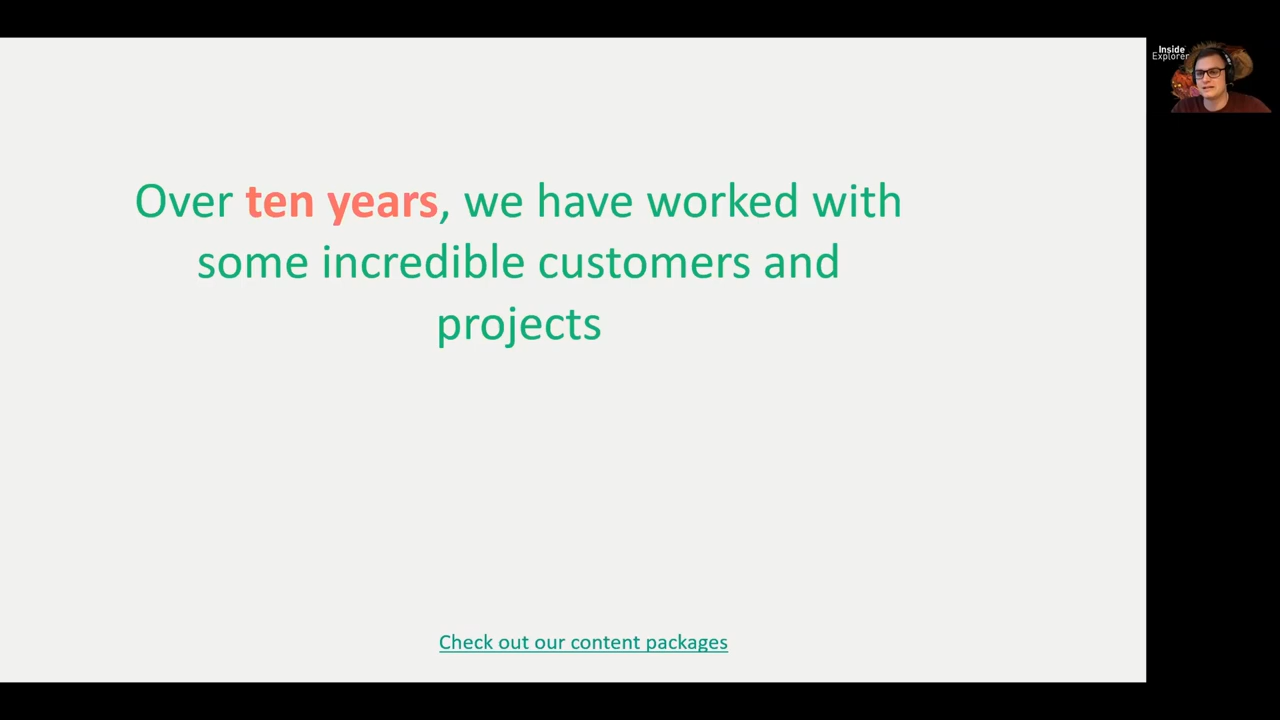 Over ten years, we have worked with
some incredible customers and
projects
Check out our content packages
Inside
Explorer